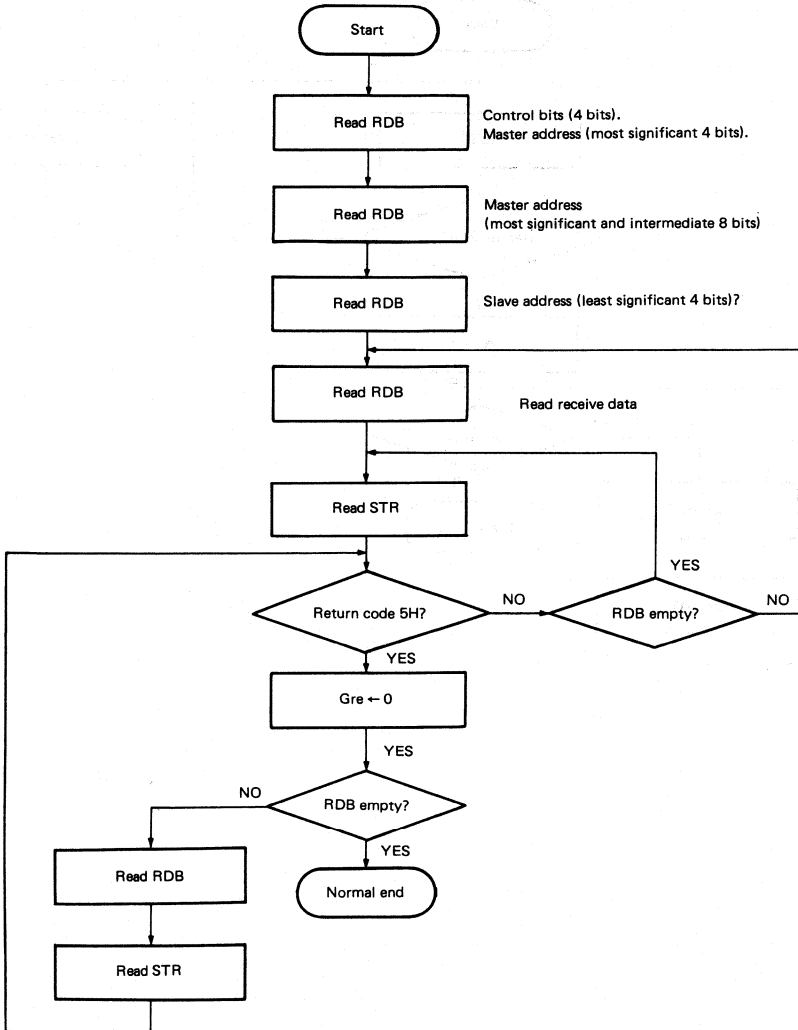 Start
Read RDB
Control bits (4 bits).
Master address (most significant 4 bits).
Read RDB
Master address
(most significant and intermediate 8 bits)
Read RDB
Slave address (least significant 4 bits)?
Read RDB
Read receive data
Read STR
YES
Return code 5H?
NO
RDB empty?
NO
YES
Gre ← 0
YES
NO
RDB empty?
YES
Read RDB
Normal end
Read STR